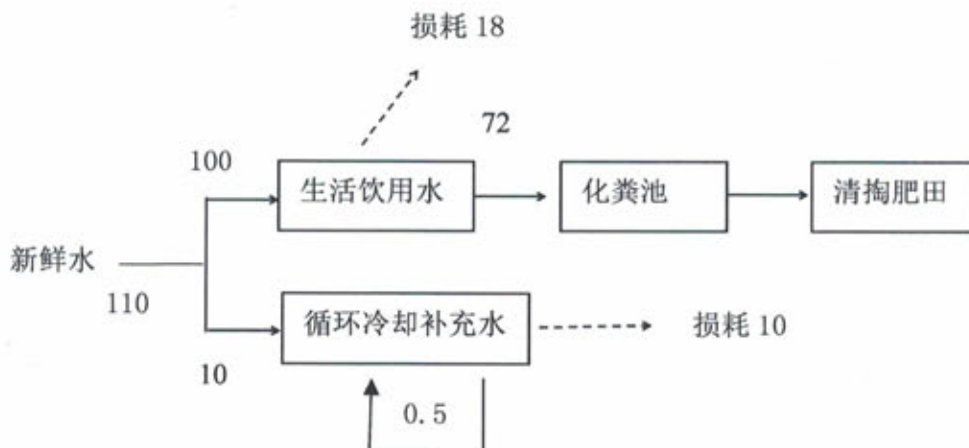 损耗 18
72
100
生活饮用水
化粪池
清掏肥田
新鲜水
110
循环冷却补充水
损耗 10
10
0.5